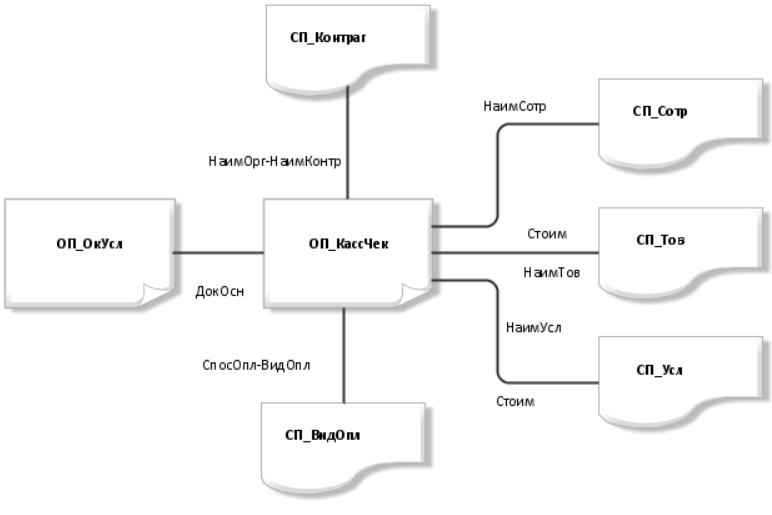 СП_Контраг
НаимСотр
СП_Сотр
НаимОрг-НаимКонтр
ОП_ОкУсл
ОП_КассЧек
Стоим
СП_Тов
НаимТов
ДокОсн
НаимУсл
СпосОпл-ВидОпл
СП_Усл
Стоим
СП_ВидОпл